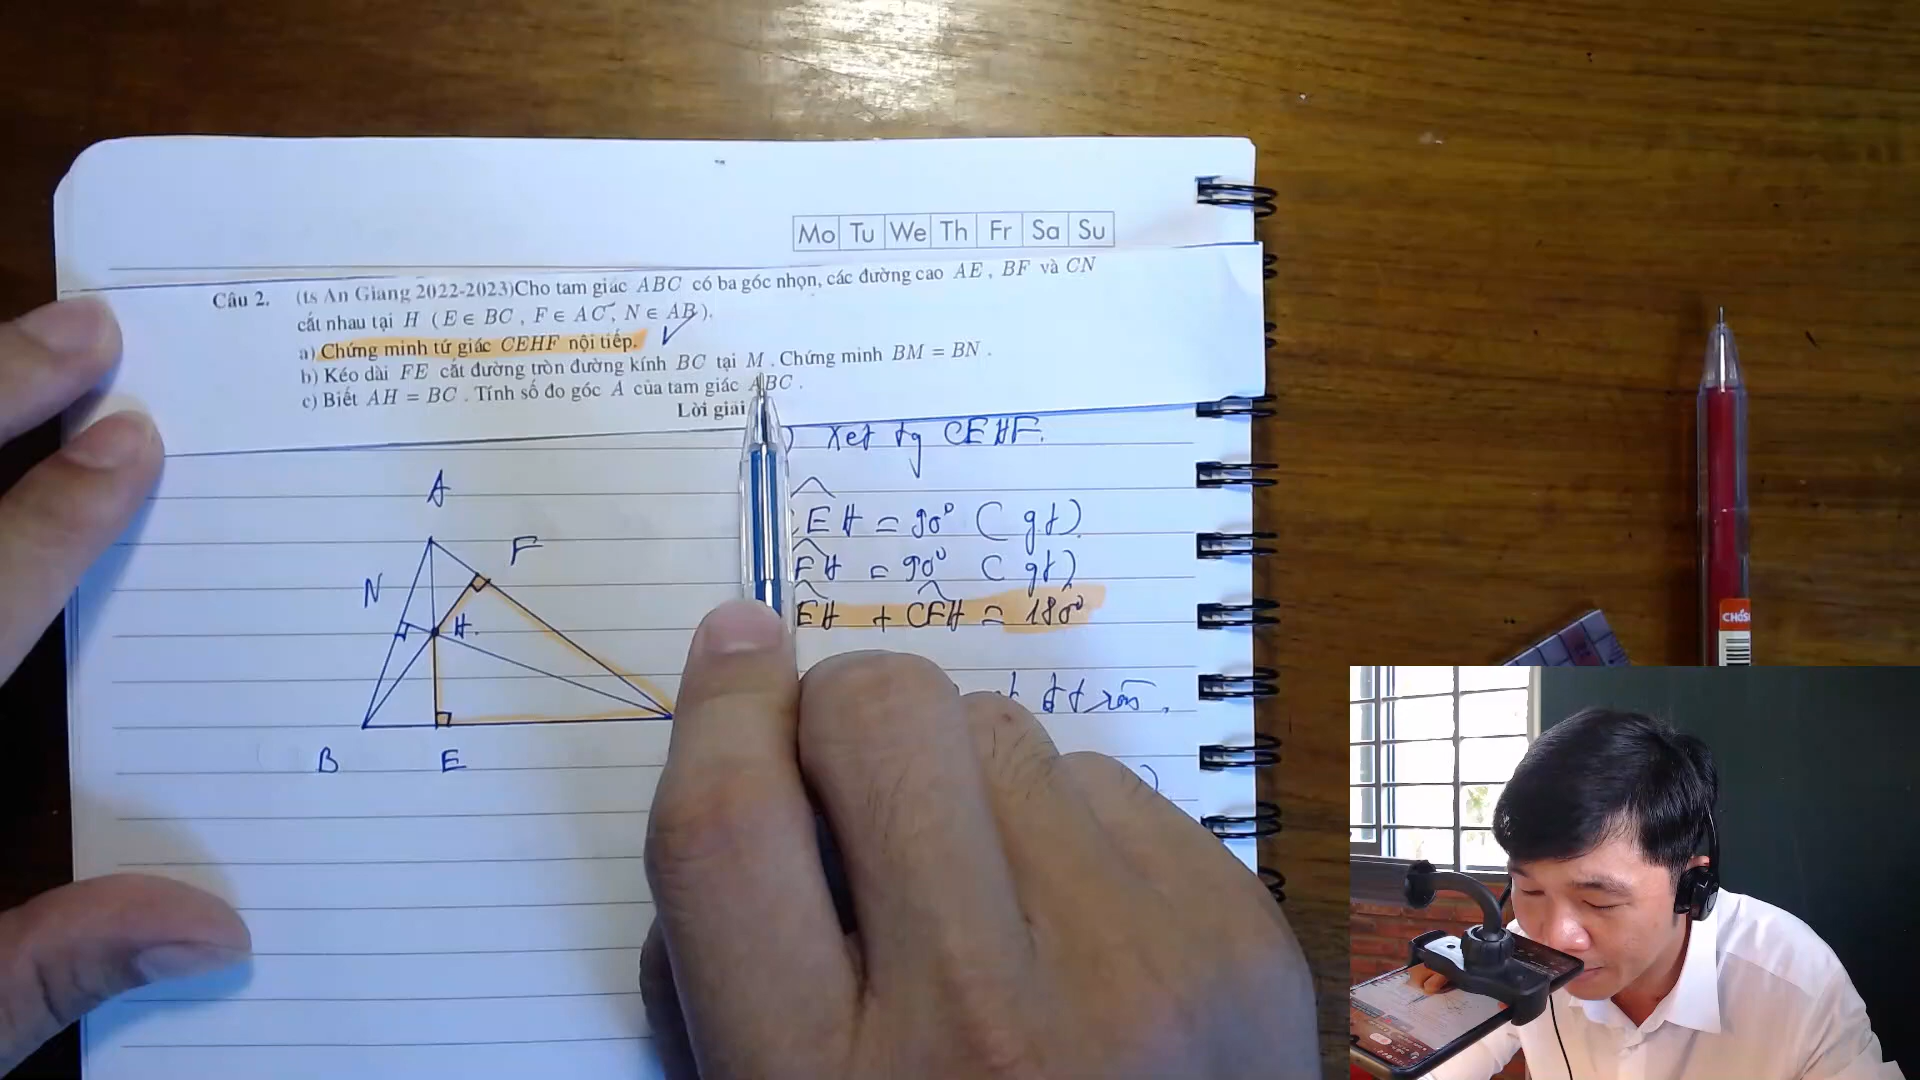 Mo Tu We Th Fr Sa Su
Câu 2. (ts An Giang 2022-2023)Cho tam giác ABC có ba góc nhọn, các đường cao AE , BF và CN
cắt nhau tại H ( E ∈ BC , F ∈ AC , N ∈ AB ).
a) Chứng minh tứ giác CEHF nội tiếp.
b) Kéo dài FE cắt đường tròn đường kính BC tại M . Chứng minh BM = BN .
c) Biết AH = BC . Tính số đo góc A của tam giác ABC .
Lời giải
) Xet tg CEHF.
EH = 90° ( gt).
FH = 90° ( gt)
EH + CFH = 180°
A
F
N
H.
B
E
CHOS